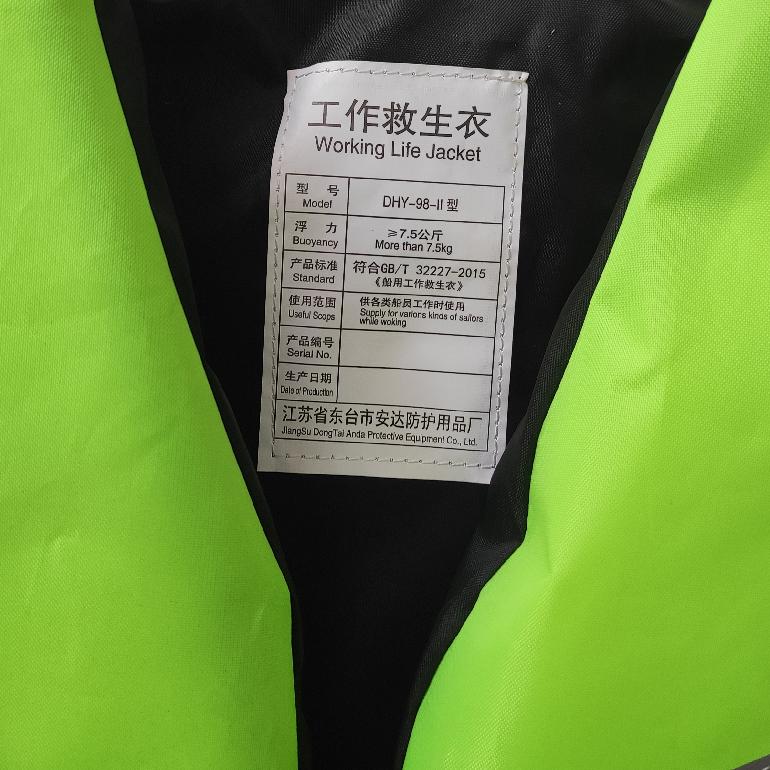 工作救生衣
Working Life Jacket
型 号 DHY-98-II 型
Model
浮 力 ≥7.5公斤
Buoyancy More than 7.5kg
产品标准 符合GB/T 32227-2015
Standard 《船用工作救生衣》
使用范围 供各类船员工作时使用
Useful Scops Supply for varions kinds of sailors
while woking
产品编号
Serial No.
生产日期
Date of Production
江苏省东台市安达防护用品厂
JiangSu DongTai Anda Protective Equipment Co., Ltd.